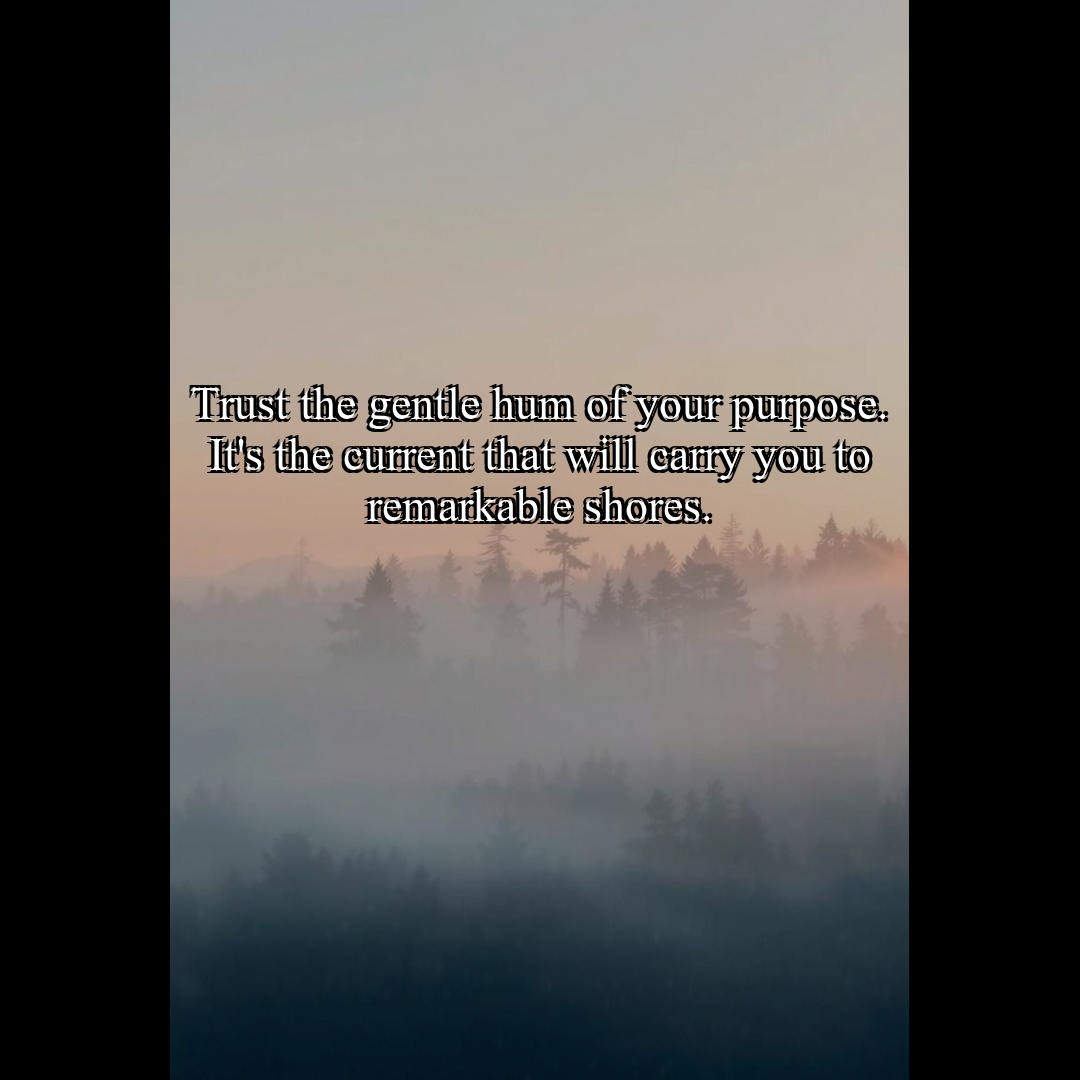 Trust the gentle hum of your purpose.
It's the current that will carry you to
remarkable shores.